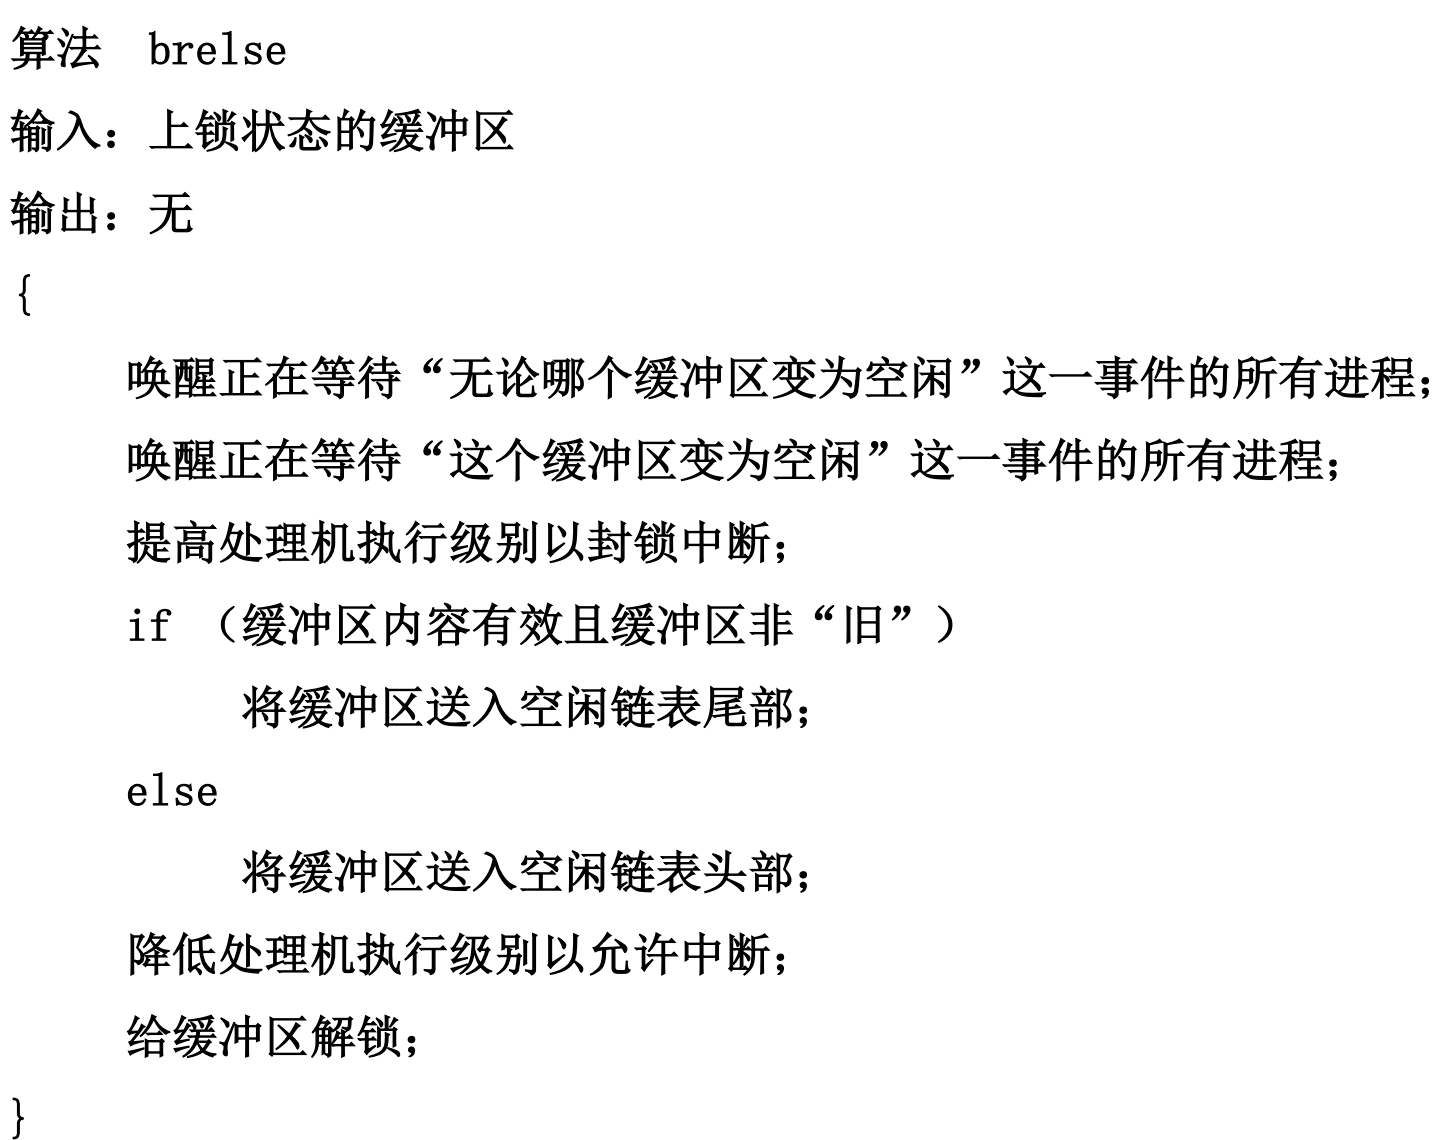 算法  brelse
输入：上锁状态的缓冲区
输出：无
{
唤醒正在等待“无论哪个缓冲区变为空闲”这一事件的所有进程；
唤醒正在等待“这个缓冲区变为空闲”这一事件的所有进程；
提高处理机执行级别以封锁中断；
if （缓冲区内容有效且缓冲区非“旧”）
将缓冲区送入空闲链表尾部；
else
将缓冲区送入空闲链表头部；
降低处理机执行级别以允许中断；
给缓冲区解锁；
}